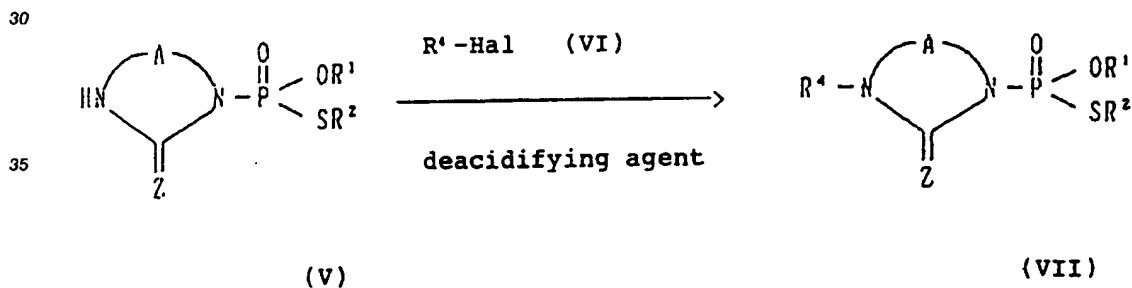 30
R⁴-Hal (VI)
A
O
HN
N
P
OR¹
SR²
Z
A
O
R⁴
N
N
P
OR¹
SR²
35
deacidifying agent
Z
(V)
(VII)